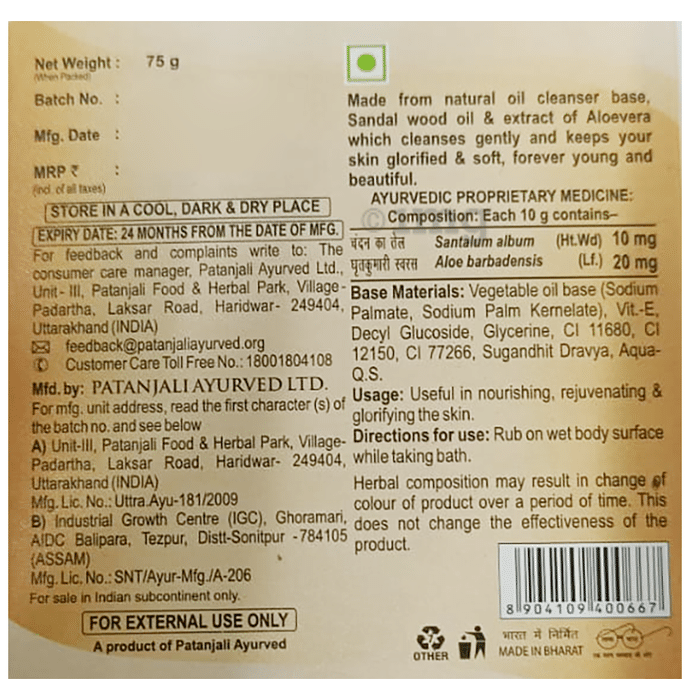 Net Weight : 75 g
(When Packed)
Batch No. :
Mfg. Date :
MRP ₹ :
(incl. of all taxes)
STORE IN A COOL, DARK & DRY PLACE
EXPIRY DATE: 24 MONTHS FROM THE DATE OF MFG.
For feedback and complaints write to: The
consumer care manager, Patanjali Ayurved Ltd.,
Unit- III, Patanjali Food & Herbal Park, Village-
Padartha, Laksar Road, Haridwar- 249404,
Uttarakhand (INDIA)
feedback@patanjaliayurved.org
Customer Care Toll Free No.: 18001804108
Mfd. by: PATANJALI AYURVED LTD.
For mfg. unit address, read the first character (s) of
the batch no. and see below
A) Unit-III, Patanjali Food & Herbal Park, Village-
Padartha, Laksar Road, Haridwar- 249404,
Uttarakhand (INDIA)
Mfg. Lic. No.: Uttra.Ayu-181/2009
B) Industrial Growth Centre (IGC), Ghoramari,
AIDC Balipara, Tezpur, Distt-Sonitpur -784105
(ASSAM)
Mfg. Lic. No.: SNT/Ayur-Mfg./A-206
For sale in Indian subcontinent only.
FOR EXTERNAL USE ONLY
A product of Patanjali Ayurved
Made from natural oil cleanser base,
Sandal wood oil & extract of Aloevera
which cleanses gently and keeps your
skin glorified & soft, forever young and
beautiful.
AYURVEDIC PROPRIETARY MEDICINE:
Composition: Each 10 g contains–
चंदन का तेल Santalum album (Ht.Wd) 10 mg
घृतकुमारी स्वरस Aloe barbadensis (Lf.) 20 mg
Base Materials: Vegetable oil base (Sodium
Palmate, Sodium Palm Kernelate), Vit.-E,
Decyl Glucoside, Glycerine, CI 11680, CI
12150, CI 77266, Sugandhit Dravya, Aqua-
Q.S.
Usage: Useful in nourishing, rejuvenating &
glorifying the skin.
Directions for use: Rub on wet body surface
while taking bath.
Herbal composition may result in change of
colour of product over a period of time. This
does not change the effectiveness of the
product.
8 904109 400667
7
OTHER
भारत में निर्मित
MADE IN BHARAT